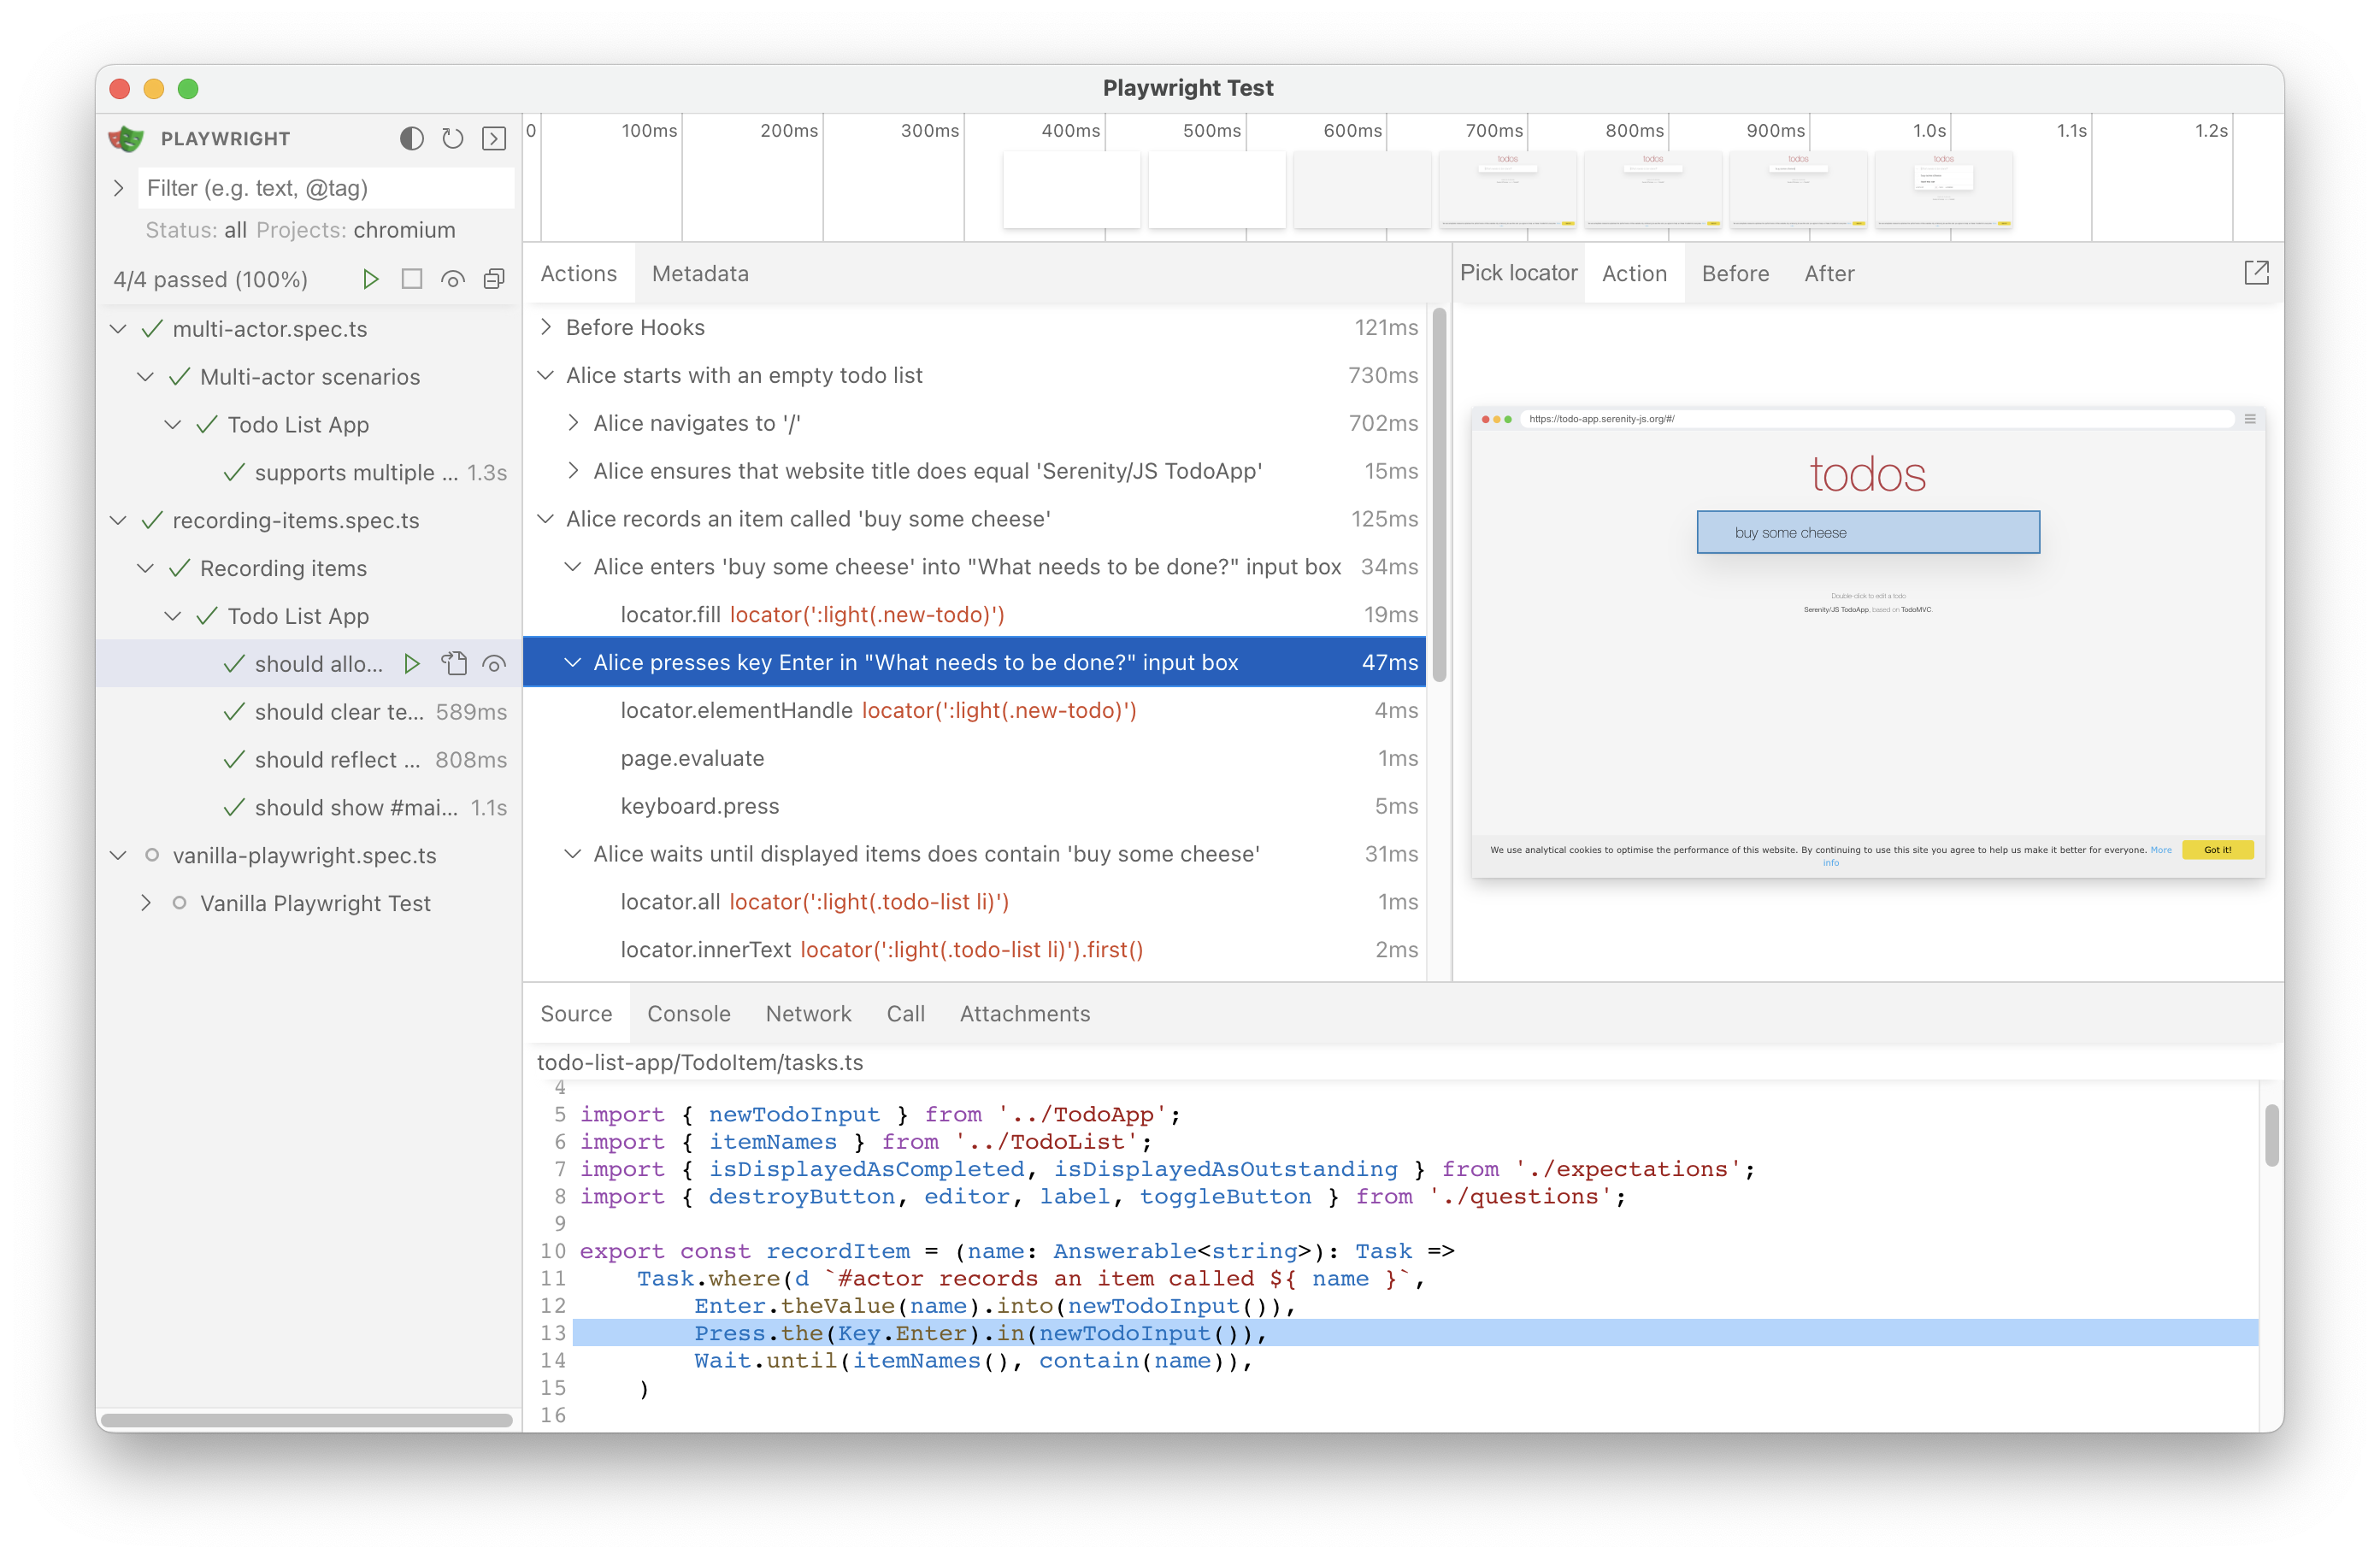 Playwright Test
PLAYWRIGHT
Filter (e.g. text, @tag)
Status: all Projects: chromium
4/4 passed (100%)
multi-actor.spec.ts
Multi-actor scenarios
Todo List App
supports multiple ... 1.3s
recording-items.spec.ts
Recording items
Todo List App
should allo...
should clear te... 589ms
should reflect ... 808ms
should show #mai... 1.1s
vanilla-playwright.spec.ts
Vanilla Playwright Test
0 100ms 200ms 300ms 400ms 500ms 600ms 700ms 800ms 900ms 1.0s 1.1s 1.2s
todos todos todos todos
Actions Metadata
Before Hooks 121ms
Alice starts with an empty todo list 730ms
Alice navigates to '/' 702ms
Alice ensures that website title does equal 'Serenity/JS TodoApp' 15ms
Alice records an item called 'buy some cheese' 125ms
Alice enters 'buy some cheese' into "What needs to be done?" input box 34ms
locator.fill locator(':light(.new-todo)') 19ms
Alice presses key Enter in "What needs to be done?" input box 47ms
locator.elementHandle locator(':light(.new-todo)') 4ms
page.evaluate 1ms
keyboard.press 5ms
Alice waits until displayed items does contain 'buy some cheese' 31ms
locator.all locator(':light(.todo-list li)') 1ms
locator.innerText locator(':light(.todo-list li)').first() 2ms
Pick locator Action Before After
https://todo-app.serenity-js.org/#/
todos
buy some cheese
Double-click to edit a todo
Serenity/JS TodoApp, based on TodoMVC
We use analytical cookies to optimise the performance of this website. By continuing to use this site you agree to help us make it better for everyone. More
info
Got it!
Source Console Network Call Attachments
todo-list-app/TodoItem/tasks.ts
4
5 import { newTodoInput } from '../TodoApp';
6 import { itemNames } from '../TodoList';
7 import { isDisplayedAsCompleted, isDisplayedAsOutstanding } from './expectations';
8 import { destroyButton, editor, label, toggleButton } from './questions';
9
10 export const recordItem = (name: Answerable<string>): Task =>
11 Task.where(d `#actor records an item called ${ name }`,
12 Enter.theValue(name).into(newTodoInput()),
13 Press.the(Key.Enter).in(newTodoInput()),
14 Wait.until(itemNames(), contain(name)),
15 )
16